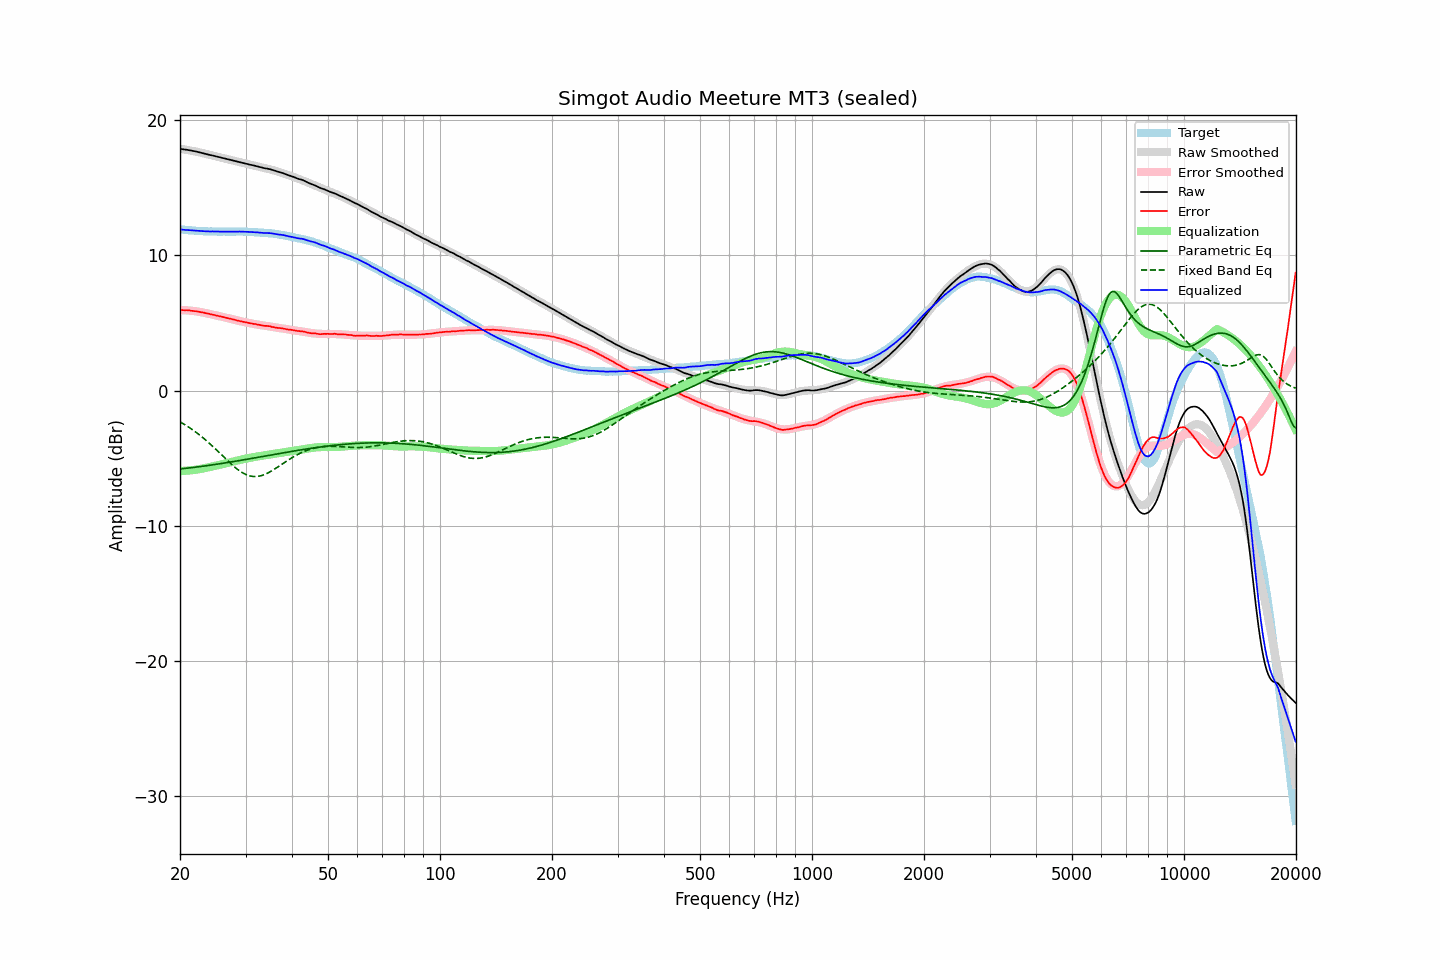 Simgot Audio Meeture MT3 (sealed)
20
10
0
−10
−20
−30
Amplitude (dBr)
Target
Raw Smoothed
Error Smoothed
Raw
Error
Equalization
Parametric Eq
Fixed Band Eq
Equalized
20 50 100 200 500 1000 2000 5000 10000 20000
Frequency (Hz)